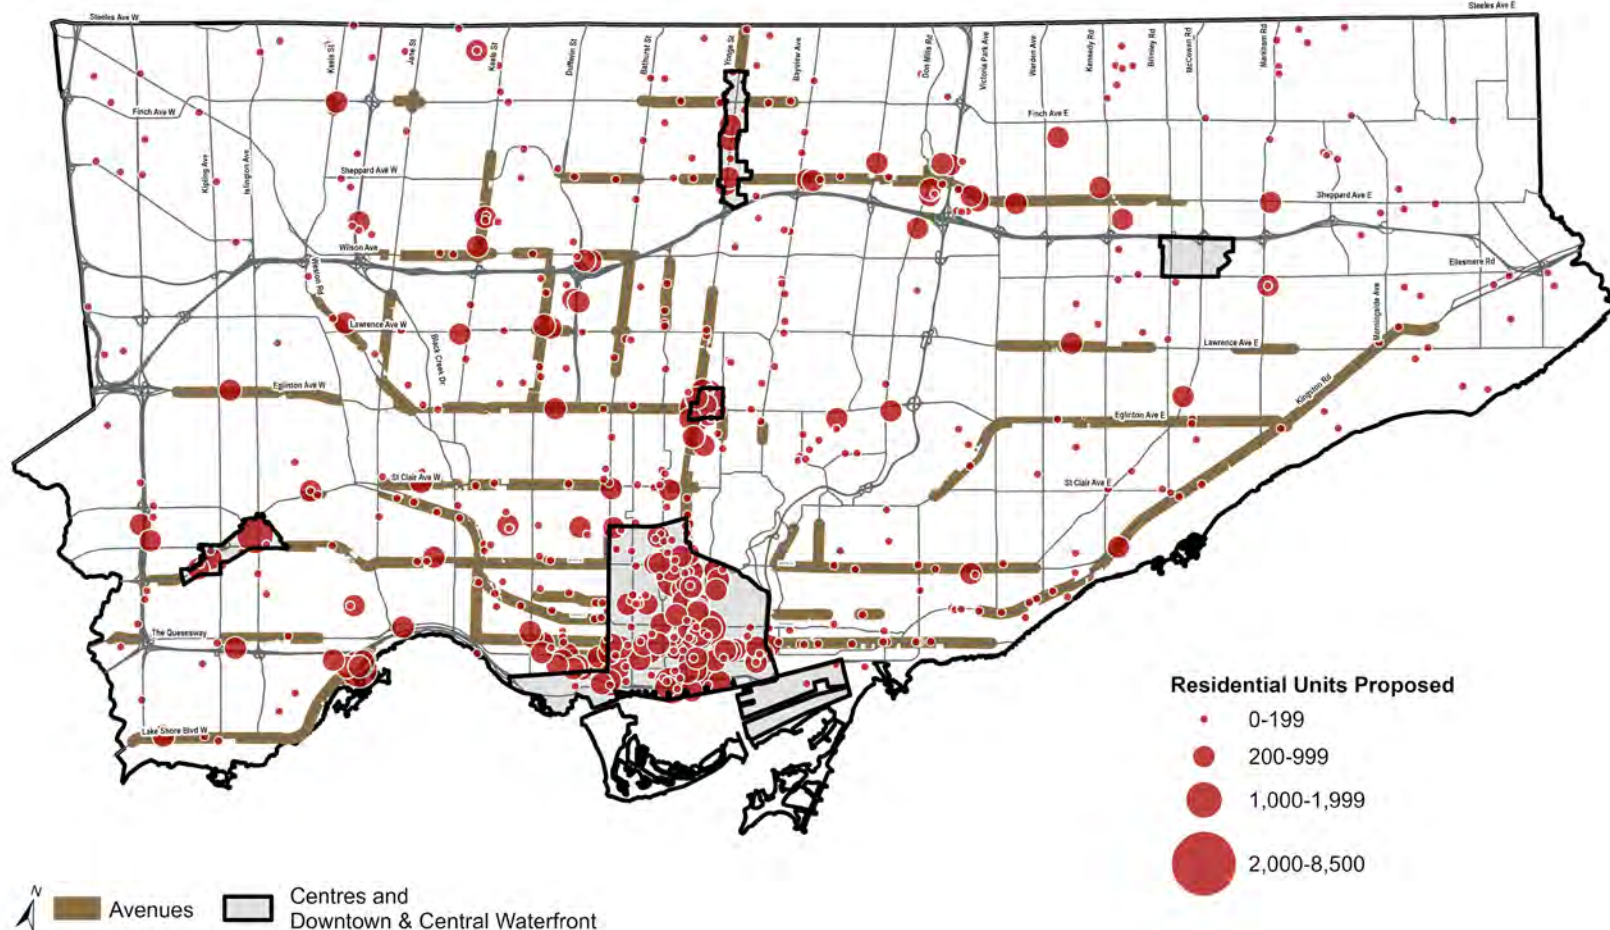 Steeles Ave W
Steeles Ave E
Keele St
Jane St
Keele St
Dufferin St
Bathurst St
Yonge St
Bayview Ave
Don Mills Rd
Victoria Park Ave
Warden Ave
Kennedy Rd
Brimley Rd
McCowan Rd
Markham Rd
Finch Ave W
Finch Ave E
Kipling Ave
Islington Ave
Sheppard Ave W
Sheppard Ave E
Wilson Ave
Weston Rd
Ellesmere Rd
Morningside Ave
Lawrence Ave W
Black Creek Dr
Lawrence Ave E
Eglinton Ave W
Kingston Rd
Eglinton Ave E
St Clair Ave W
St Clair Ave E
The Queensway
Lake Shore Blvd W
Residential Units Proposed
0-199
200-999
1,000-1,999
2,000-8,500
N
Avenues
Centres and
Downtown & Central Waterfront